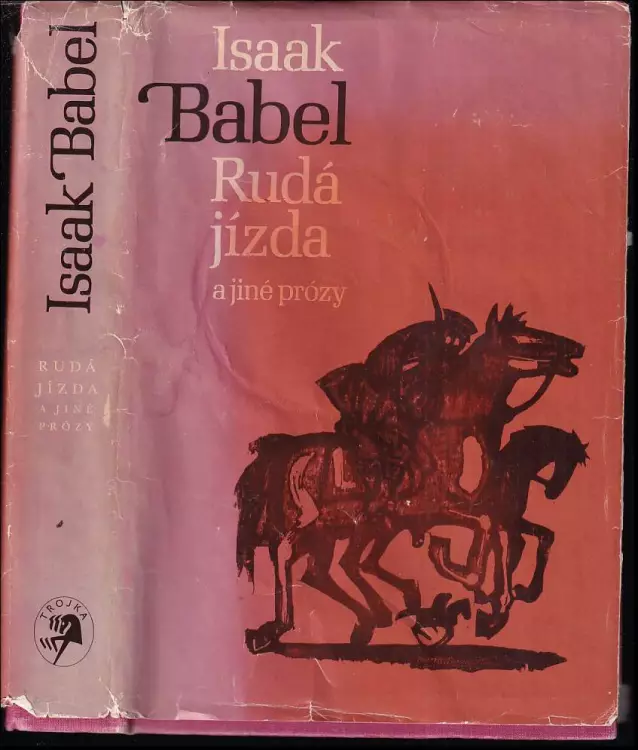 Isaak
Babel
Rudá
jízda
a jiné prózy
Isaak Babel
RUDÁ
JÍZDA
A JINÉ
PRÓZY
TROJKA